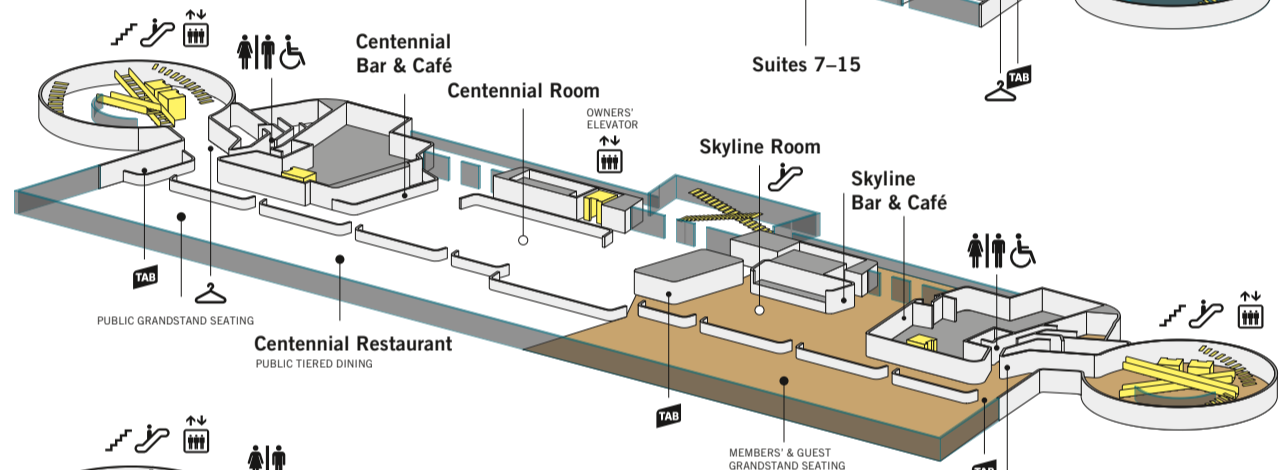 Suites 7–15
TAB
Centennial
Bar & Café
Centennial Room
OWNERS'
ELEVATOR
Skyline Room
Skyline
Bar & Café
TAB
PUBLIC GRANDSTAND SEATING
Centennial Restaurant
PUBLIC TIERED DINING
TAB
MEMBERS' & GUEST
GRANDSTAND SEATING
TAB